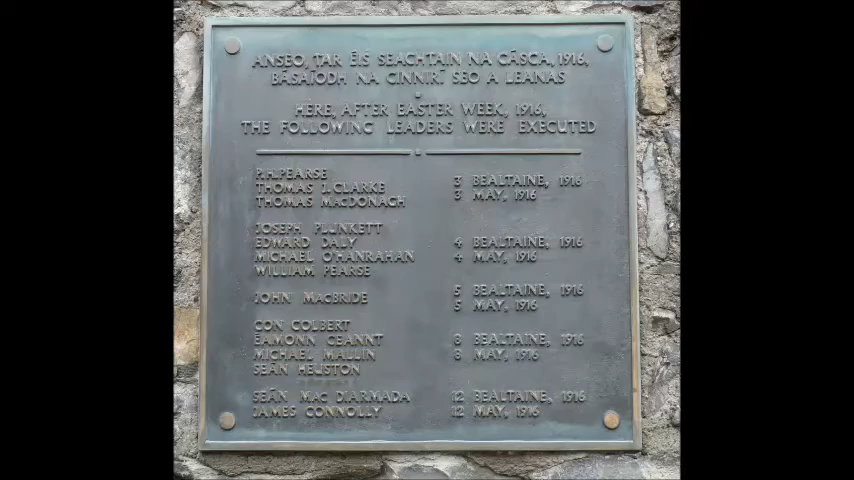 ANSEO, TAR ÉIS SEACHTAIN NA CÁSCA, 1916,
BÁSAÍODH NA CINNIRÍ SEO A LEANAS
HERE, AFTER EASTER WEEK, 1916,
THE FOLLOWING LEADERS WERE EXECUTED
P.H.PEARSE
THOMAS J.CLARKE
THOMAS MACDONAGH
3 BEALTAINE, 1916
3 MAY, 1916
JOSEPH PLUNKETT
EDWARD DALY
MICHAEL O'HANRAHAN
WILLIAM PEARSE
4 BEALTAINE, 1916
4 MAY, 1916
JOHN MACBRIDE
5 BEALTAINE, 1916
5 MAY, 1916
CON COLBERT
EAMONN CEANNT
MICHAEL MALLIN
SEÁN HEUSTON
8 BEALTAINE, 1916
8 MAY, 1916
SEÁN MAC DIARMADA
JAMES CONNOLLY
12 BEALTAINE, 1916
12 MAY, 1916